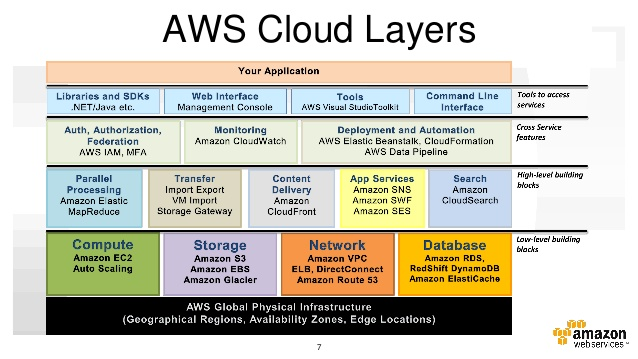 AWS Cloud Layers
Your Application
Libraries and SDKs
.NET/Java etc.
Web Interface
Management Console
Tools
AWS Visual StudioToolkit
Command Line
Interface
Tools to access
services
Auth, Authorization,
Federation
AWS IAM, MFA
Monitoring
Amazon CloudWatch
Deployment and Automation
AWS Elastic Beanstalk, CloudFormation
AWS Data Pipeline
Cross Service
features
Parallel
Processing
Amazon Elastic
MapReduce
Transfer
Import Export
VM Import
Storage Gateway
Content
Delivery
Amazon
CloudFront
App Services
Amazon SNS
Amazon SWF
Amazon SES
Search
Amazon
CloudSearch
High-level building
blocks
Compute
Amazon EC2
Auto Scaling
Storage
Amazon S3
Amazon EBS
Amazon Glacier
Network
Amazon VPC
ELB, DirectConnect
Amazon Route 53
Database
Amazon RDS,
RedShift DynamoDB
Amazon ElastiCache
Low-level building
blocks
AWS Global Physical Infrastructure
(Geographical Regions, Availability Zones, Edge Locations)
7
amazon
webservices™